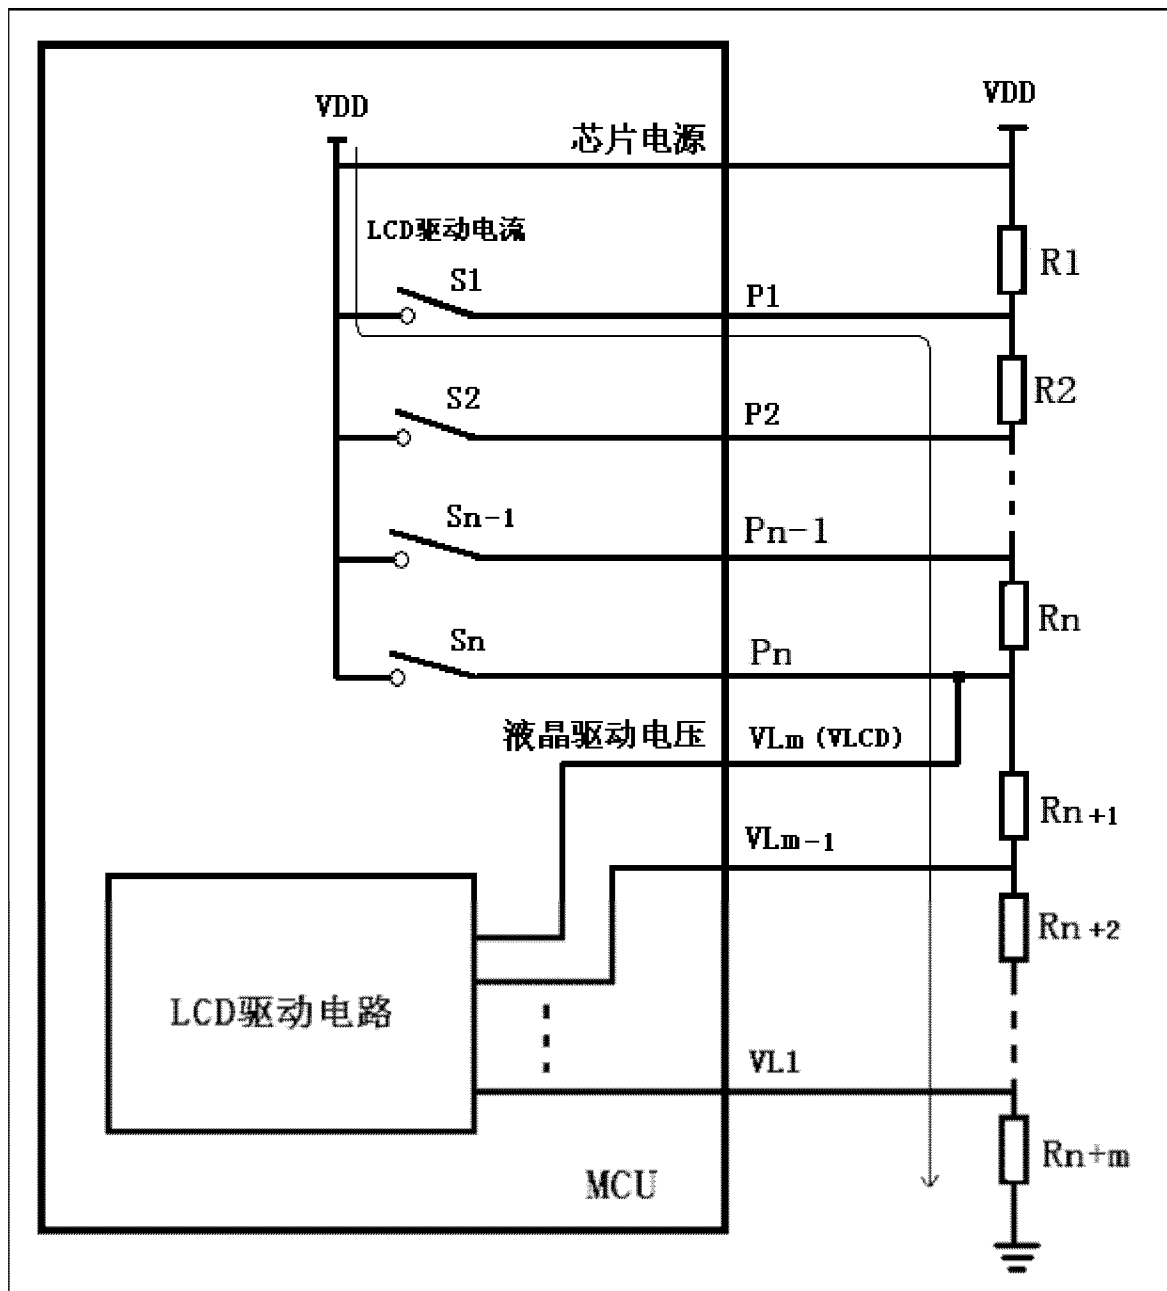 VDD
VDD
芯片电源
LCD驱动电流
R1
S1
P1
S2
P2
R2
Sn-1
Pn-1
Rn
Sn
Pn
液晶驱动电压
VLm (VLCD)
Rn+1
VLm-1
Rn+2
LCD驱动电路
VL1
Rn+m
MCU